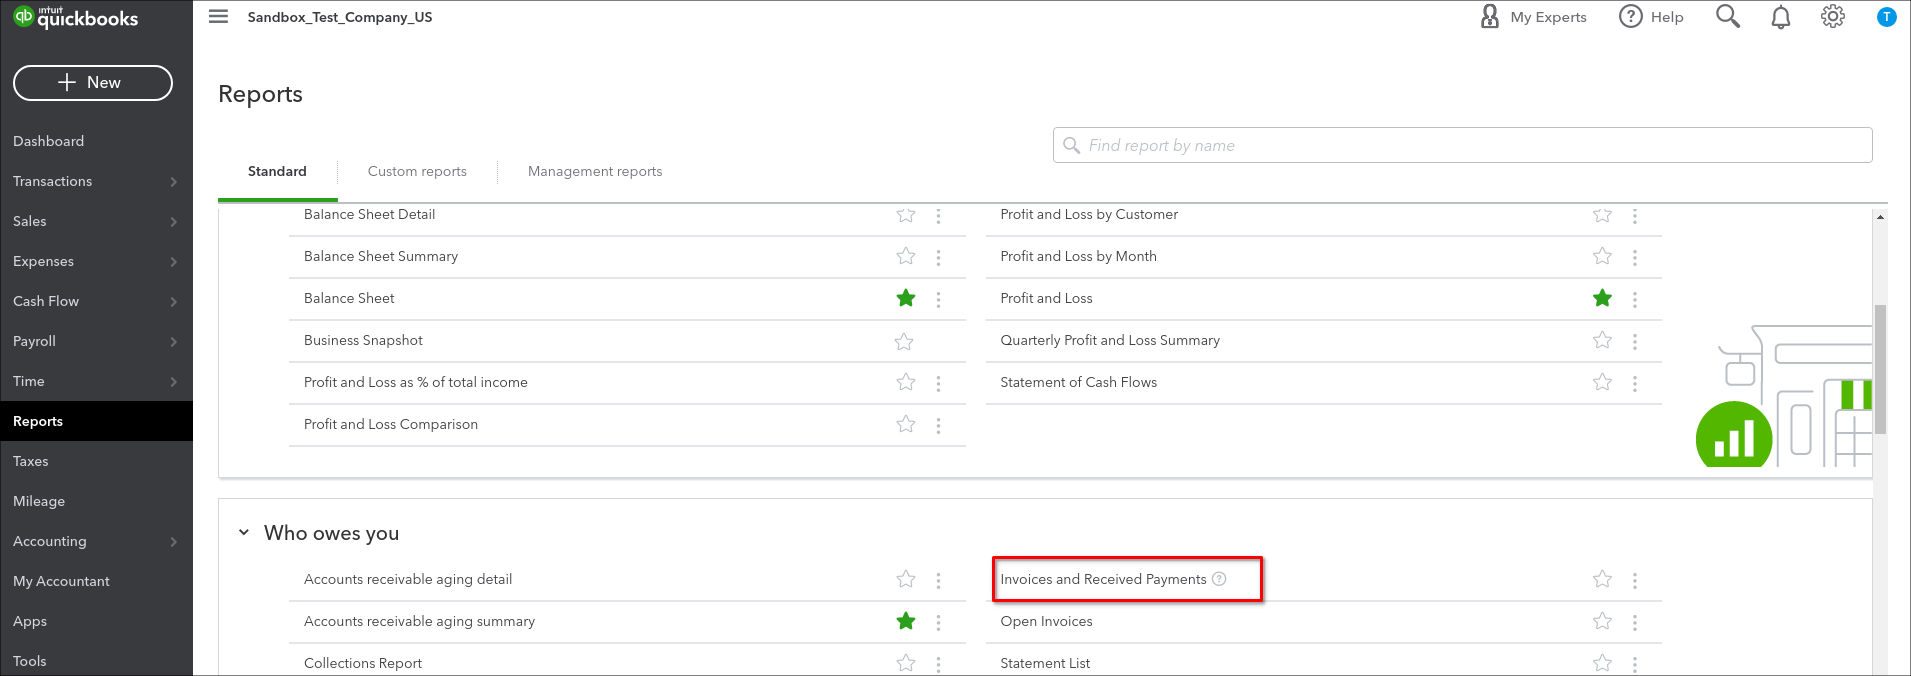 intuit
quickbooks
Sandbox_Test_Company_US
My Experts
Help
T
New
Dashboard
Transactions
Sales
Expenses
Cash Flow
Payroll
Time
Reports
Taxes
Mileage
Accounting
My Accountant
Apps
Tools
Reports
Find report by name
Standard
Custom reports
Management reports
Balance Sheet Detail
Balance Sheet Summary
Balance Sheet
Business Snapshot
Profit and Loss as % of total income
Profit and Loss Comparison
Profit and Loss by Customer
Profit and Loss by Month
Profit and Loss
Quarterly Profit and Loss Summary
Statement of Cash Flows
Who owes you
Accounts receivable aging detail
Accounts receivable aging summary
Collections Report
Invoices and Received Payments
Open Invoices
Statement List